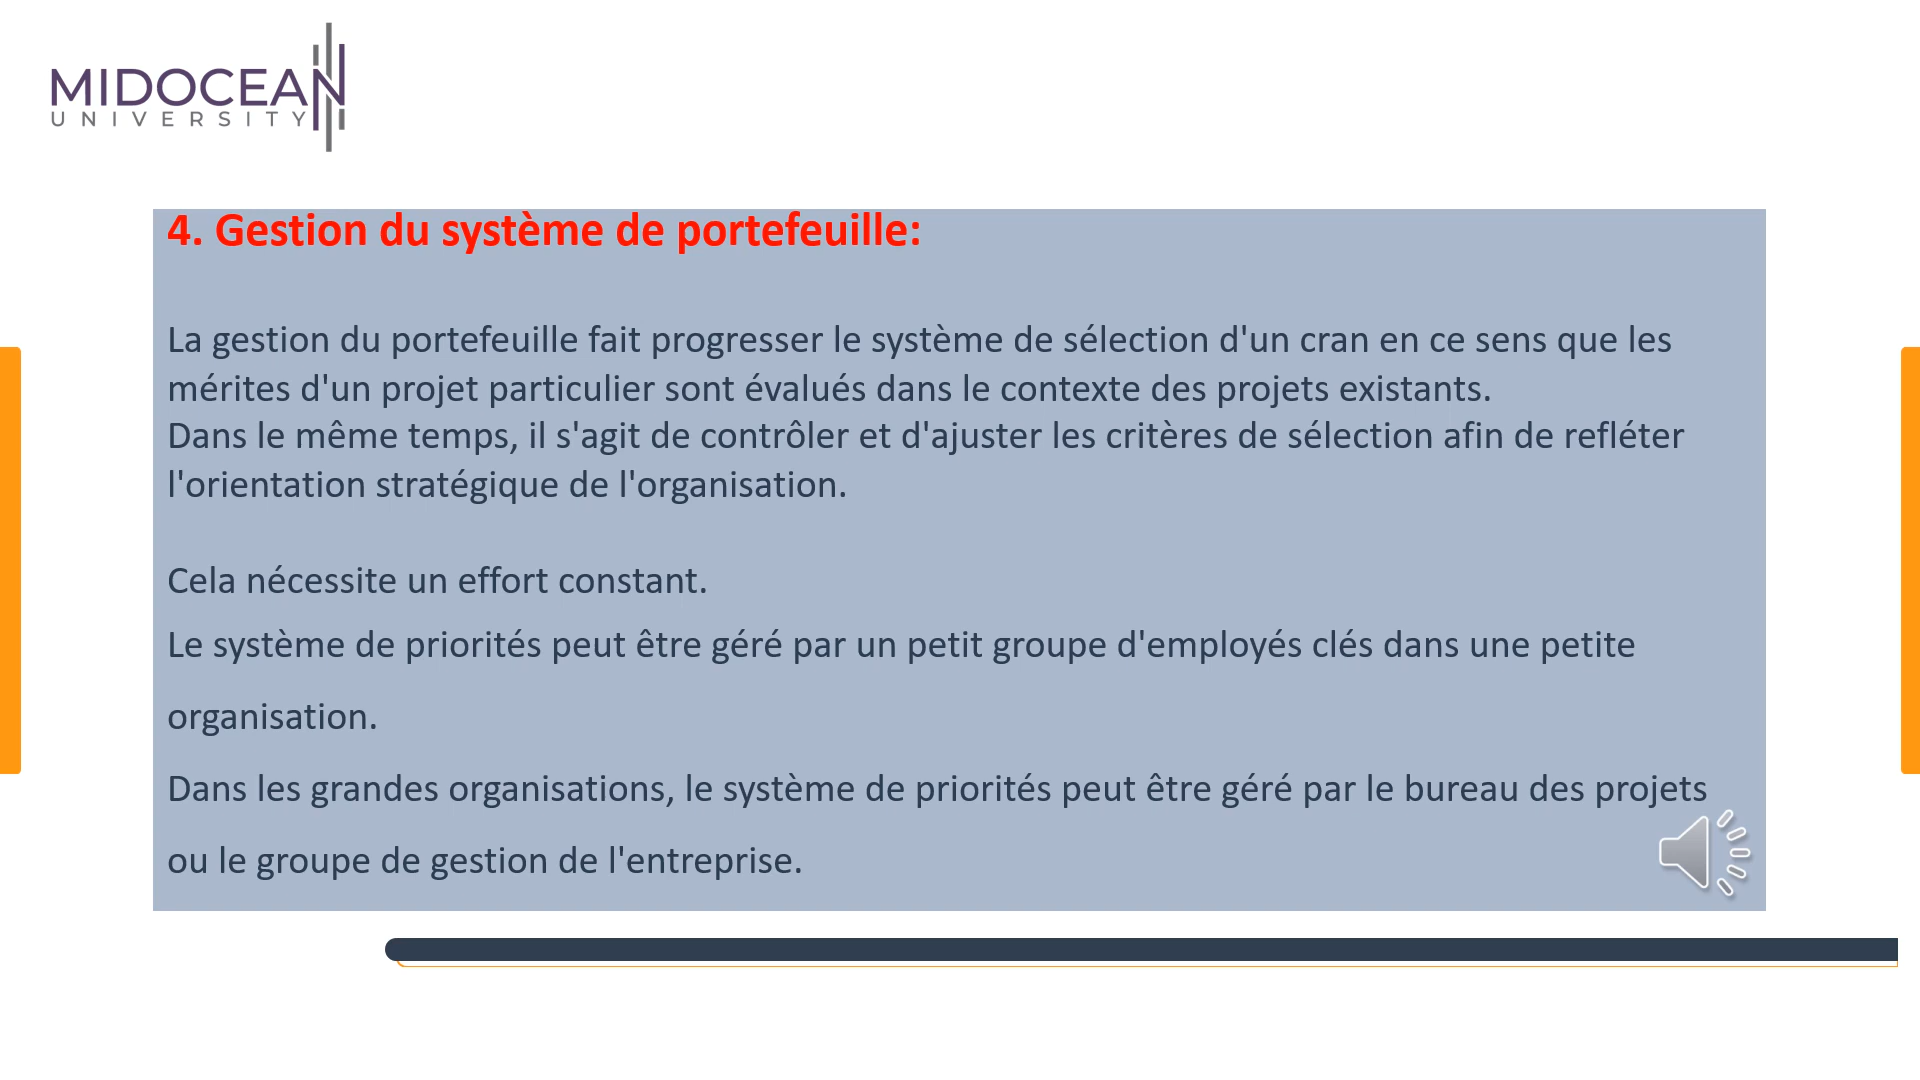 MIDOCEAN
UNIVERSITY
4. Gestion du système de portefeuille:
La gestion du portefeuille fait progresser le système de sélection d'un cran en ce sens que les
mérites d'un projet particulier sont évalués dans le contexte des projets existants.
Dans le même temps, il s'agit de contrôler et d'ajuster les critères de sélection afin de refléter
l'orientation stratégique de l'organisation.
Cela nécessite un effort constant.
Le système de priorités peut être géré par un petit groupe d'employés clés dans une petite
organisation.
Dans les grandes organisations, le système de priorités peut être géré par le bureau des projets
ou le groupe de gestion de l'entreprise.